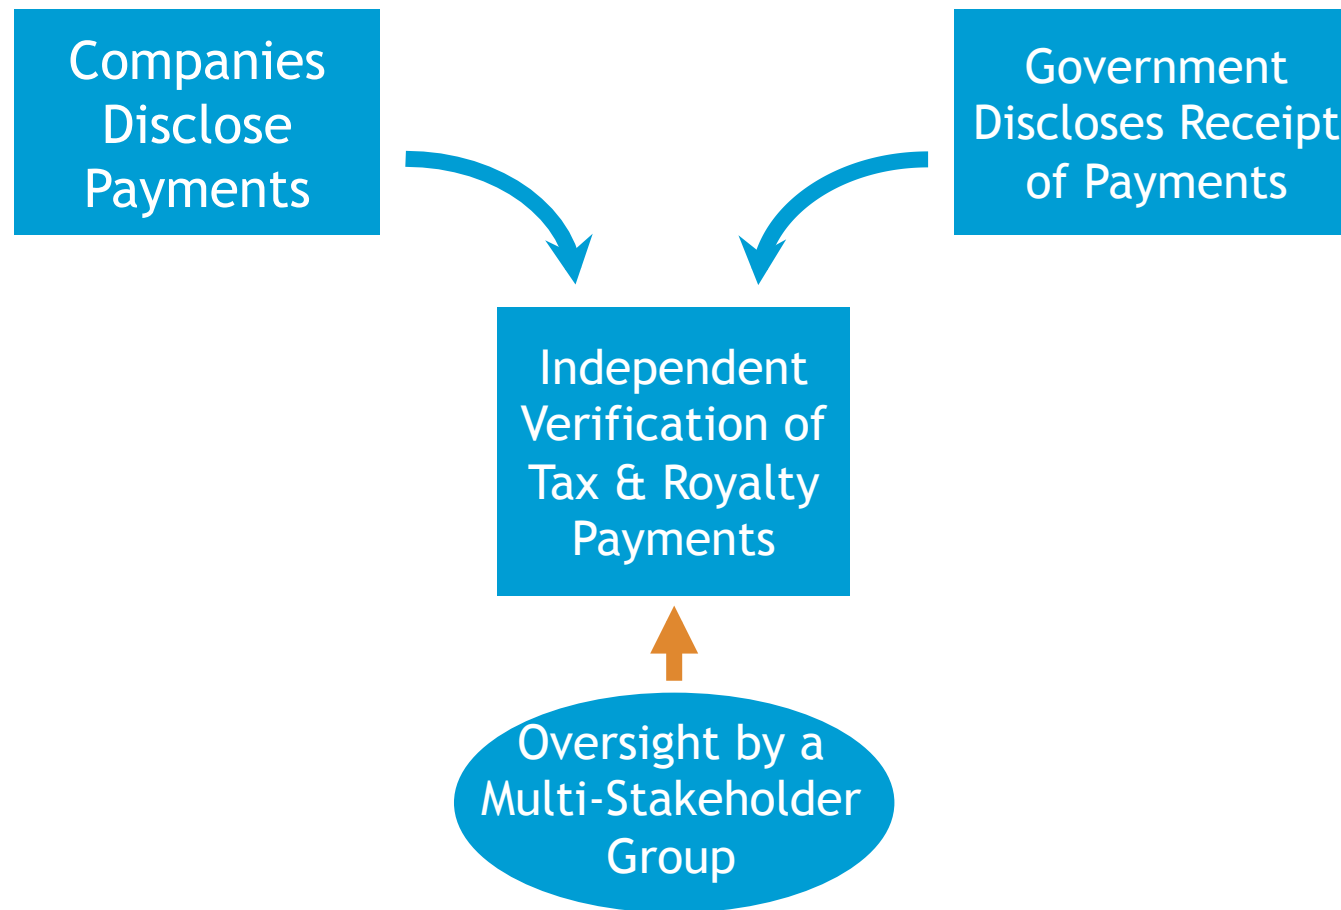 Companies
Disclose
Payments
Government
Discloses Receipt
of Payments
Independent
Verification of
Tax & Royalty
Payments
Oversight by a
Multi-Stakeholder
Group